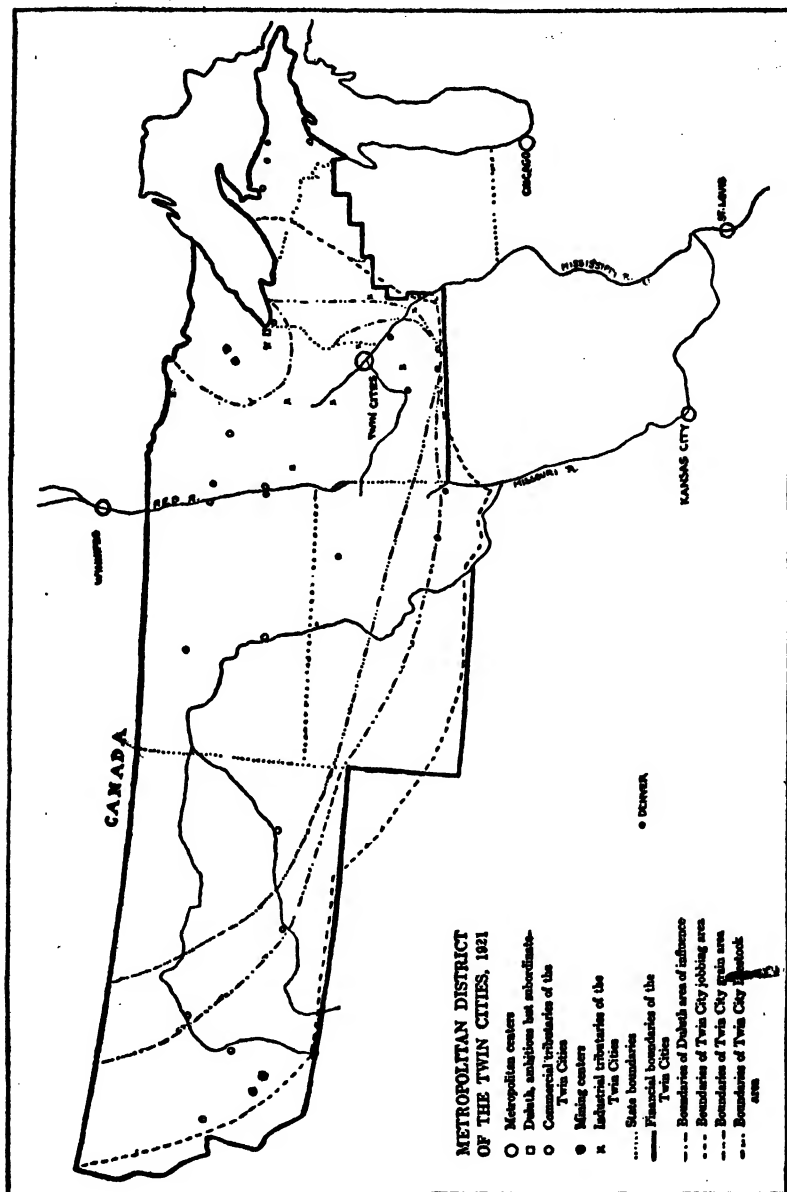 CANADA
WINNIPEG
RED R.
TWIN CITIES
MISSISSIPPI R.
CHICAGO
ST. LOUIS
KANSAS CITY
MISSOURI R.
DENVER
METROPOLITAN DISTRICT
OF THE TWIN CITIES, 1921
Metropolitan centers
Duluth, ambitious but subordinate
Commercial tributaries of the
Twin Cities
Mining centers
Industrial tributaries of the
Twin Cities
State boundaries
Financial boundaries of the
Twin Cities
Boundaries of Duluth area of influence
Boundaries of Twin City jobbing area
Boundaries of Twin City grain area
Boundaries of Twin City livestock
area